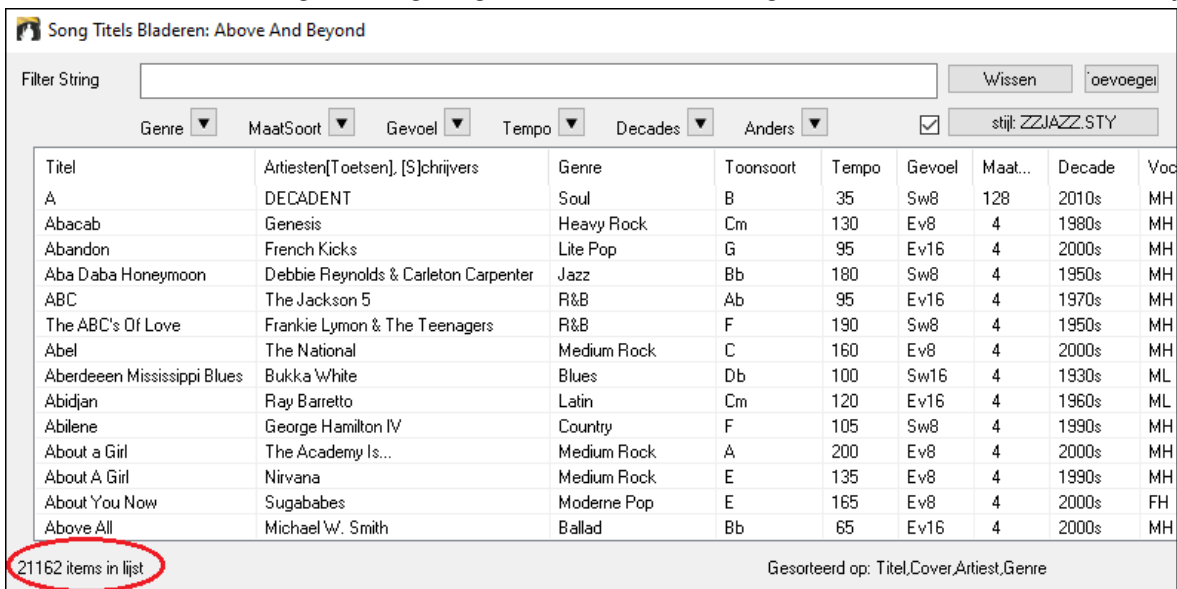 Song Titels Bladeren: Above And Beyond
Filter String Wissen Toevoegen
Genre ▼ MaatSoort ▼ Gevoel ▼ Tempo ▼ Decades ▼ Anders ▼ stijl: ZZJAZZ.STY
Titel Artiesten[Toetsen], [S]chrijvers Genre Toonsoort Tempo Gevoel Maat... Decade Voc
A DECADENT Soul B 35 Sw8 128 2010s MH
Abacab Genesis Heavy Rock Cm 130 Ev8 4 1980s MH
Abandon French Kicks Lite Pop G 95 Ev16 4 2000s MH
Aba Daba Honeymoon Debbie Reynolds & Carleton Carpenter Jazz Bb 180 Sw8 4 1950s MH
ABC The Jackson 5 R&B Ab 95 Ev16 4 1970s MH
The ABC's Of Love Frankie Lymon & The Teenagers R&B F 190 Sw8 4 1950s MH
Abel The National Medium Rock C 160 Ev8 4 2000s MH
Aberdeeen Mississippi Blues Bukka White Blues Db 100 Sw16 4 1930s ML
Abidjan Ray Barretto Latin Cm 120 Ev16 4 1960s ML
Abilene George Hamilton IV Country F 105 Sw8 4 1990s MH
About a Girl The Academy Is... Medium Rock A 200 Ev8 4 2000s MH
About A Girl Nirvana Medium Rock E 135 Ev8 4 1990s MH
About You Now Sugababes Moderne Pop E 165 Ev8 4 2000s FH
Above All Michael W. Smith Ballad Bb 65 Ev16 4 2000s MH
21162 items in lijst Gesorteerd op: Titel,Cover,Artiest,Genre